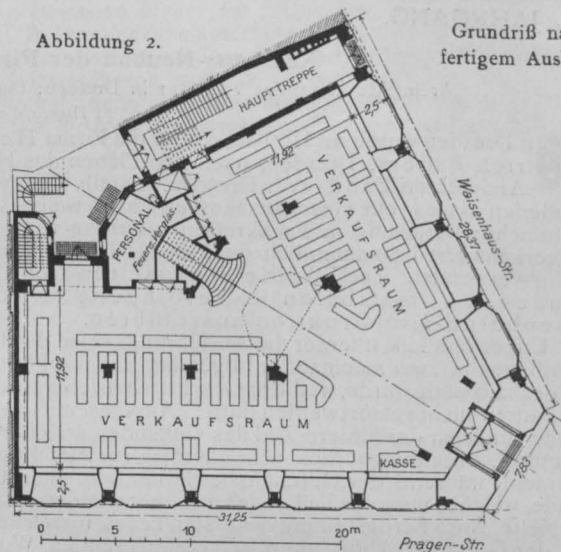 Abbildung 2.
Grundriß na
fertigem Aus
HAUPTTREPPE
2,5
11,92
VERKAUFSRAUM
Waisenhaus-Str.
28,37
PERSONAL
11,92
VERKAUFSRAUM
KASSE
2,5
7,83
31,25
0 5 10 20m
Prager-Str.